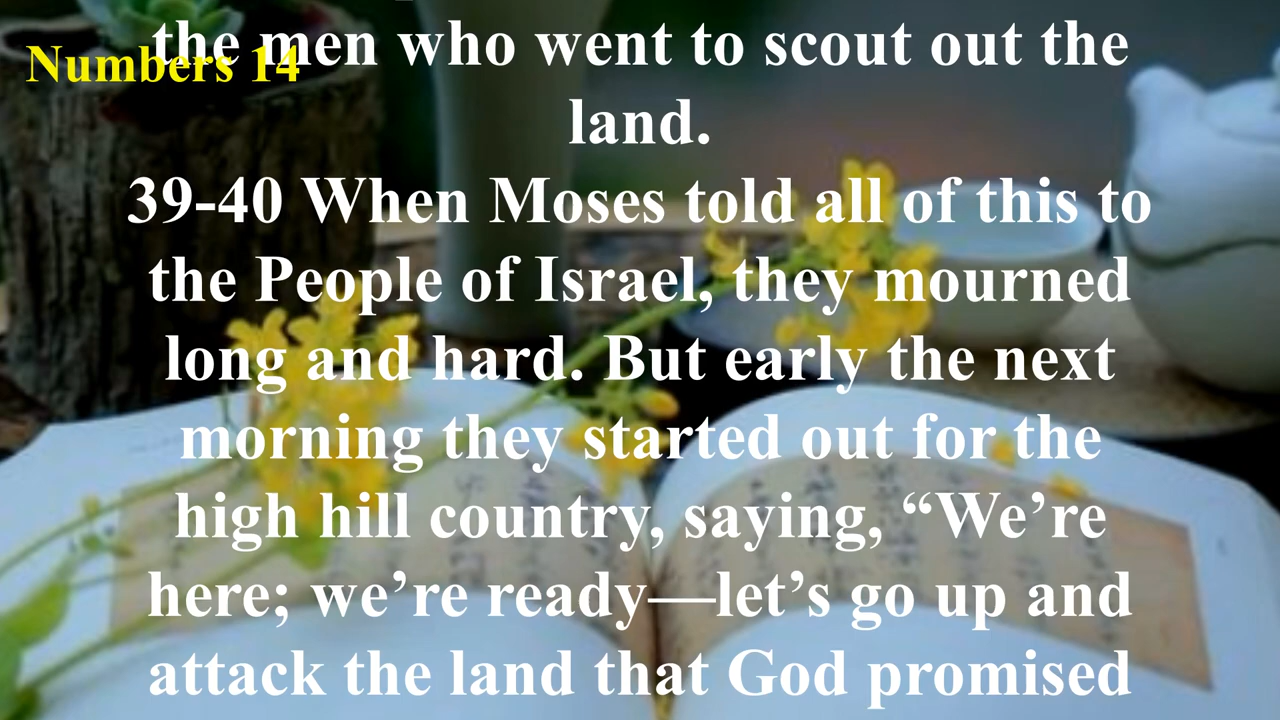 Numbers 14
the men who went to scout out the
land.
39-40 When Moses told all of this to
the People of Israel, they mourned
long and hard. But early the next
morning they started out for the
high hill country, saying, “We’re
here; we’re ready—let’s go up and
attack the land that God promised